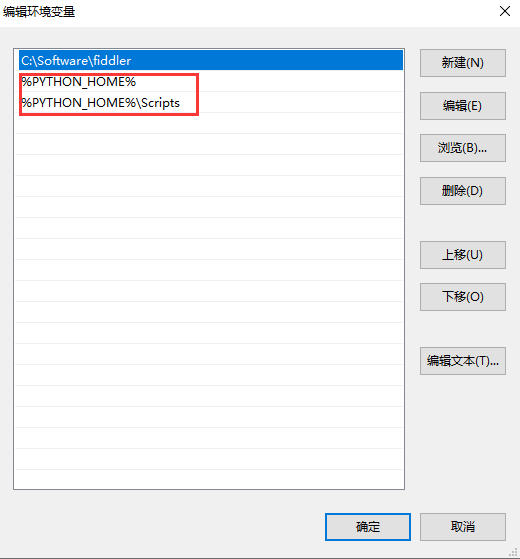 编辑环境变量
C:\Software\fiddler
%PYTHON_HOME%
%PYTHON_HOME%\Scripts
新建(N)
编辑(E)
浏览(B)...
删除(D)
上移(U)
下移(O)
编辑文本(T)...
确定
取消